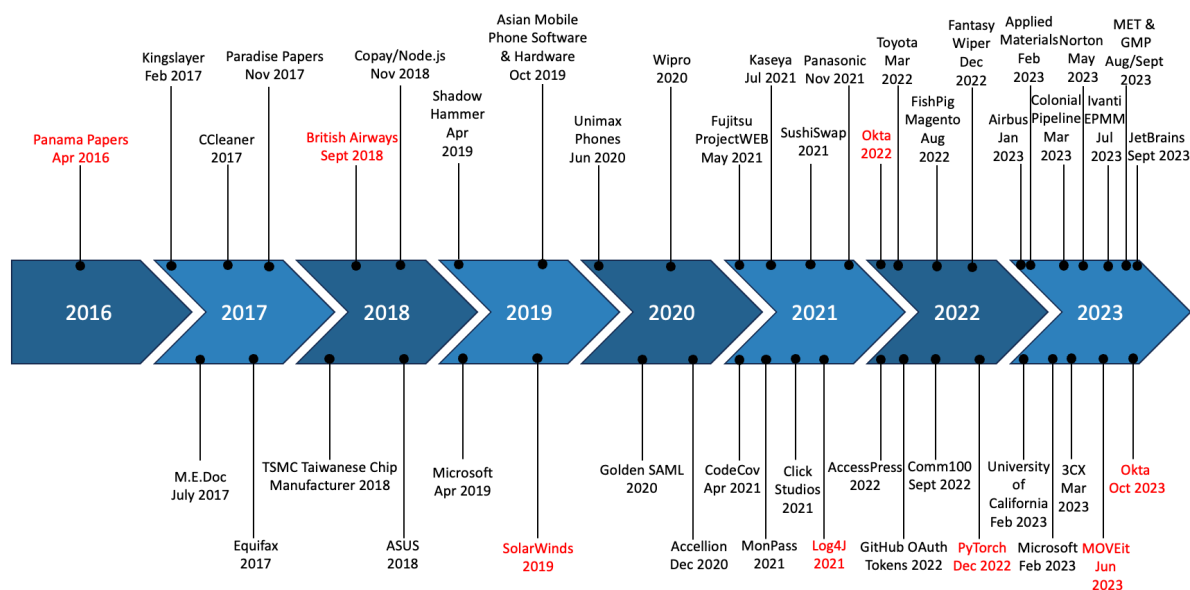 Kingslayer
Feb 2017
Paradise Papers
Nov 2017
Copay/Node.js
Nov 2018
Asian Mobile
Phone Software
& Hardware
Oct 2019
Wipro
2020
Kaseya
Jul 2021
Panasonic
Nov 2021
Toyota
Mar
2022
Fantasy
Wiper
Dec
2022
Applied
Materials
Feb
2023
Norton
May
2023
MET &
GMP
Aug/Sept
2023
Panama Papers
Apr 2016
CCleaner
2017
British Airways
Sept 2018
Shadow
Hammer
Apr
2019
Unimax
Phones
Jun 2020
Fujitsu
ProjectWEB
May 2021
SushiSwap
2021
Okta
2022
FishPig
Magento
Aug
2022
Airbus
Jan
2023
Colonial
Pipeline
Mar
2023
Ivanti
EPMM
Jul
2023
JetBrains
Sept 2023
2016
2017
2018
2019
2020
2021
2022
2023
M.E.Doc
July 2017
TSMC Taiwanese Chip
Manufacturer 2018
Microsoft
Apr 2019
Golden SAML
2020
CodeCov
Apr 2021
Click
Studios
2021
AccessPress
2022
Comm100
Sept 2022
University
of
California
Feb 2023
3CX
Mar
2023
Okta
Oct 2023
Equifax
2017
ASUS
2018
SolarWinds
2019
Accellion
Dec 2020
MonPass
2021
Log4J
2021
GitHub OAuth
Tokens 2022
PyTorch
Dec 2022
Microsoft
Feb 2023
MOVEit
Jun
2023